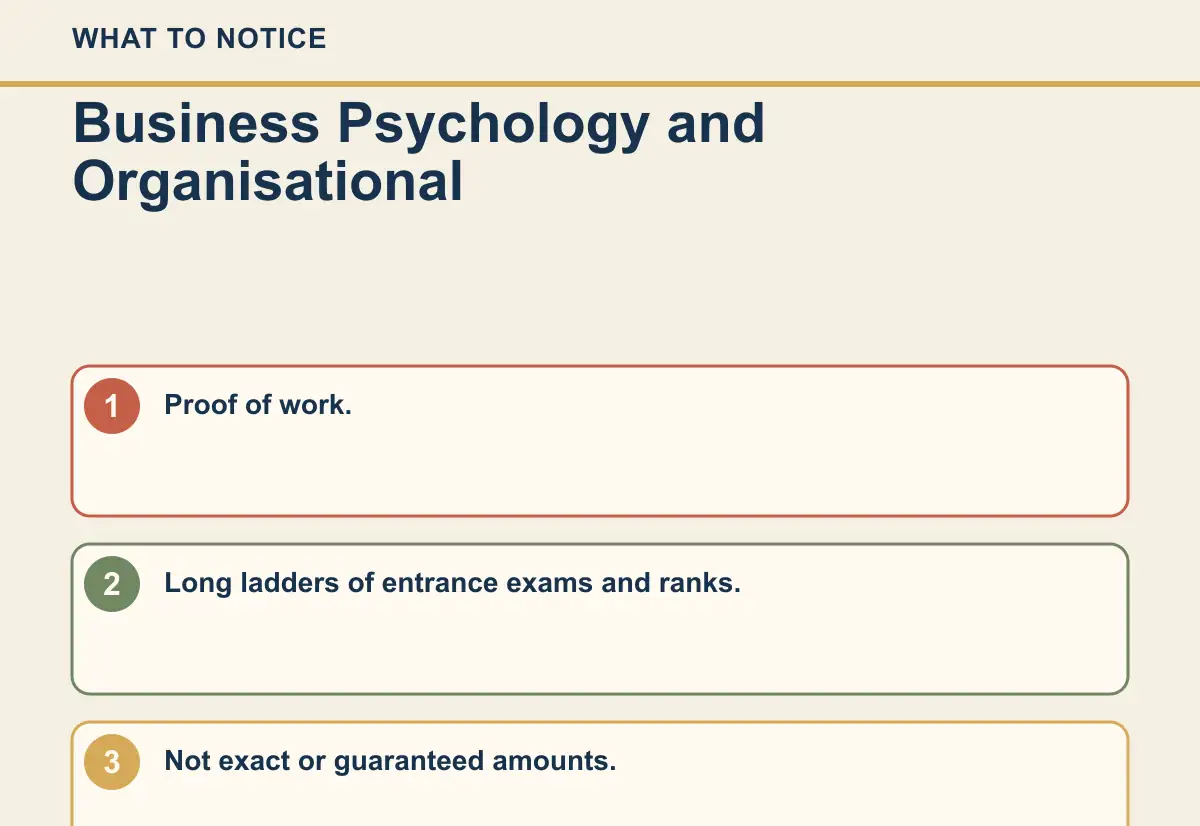 WHAT TO NOTICE
Business Psychology and
Organisational
1
Proof of work.
2
Long ladders of entrance exams and ranks.
3
Not exact or guaranteed amounts.